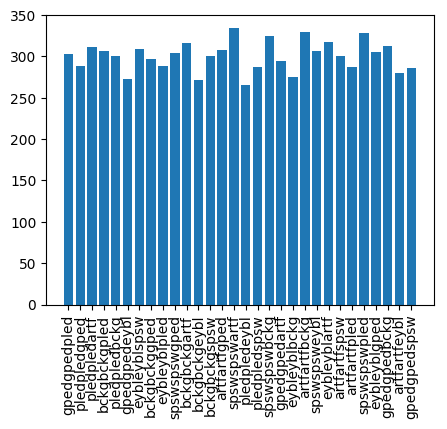 350
300
250
200
150
100
50
0
gpedgpedpled
pledpledgped
pledpledartf
bckgbckgpled
pledpledbckg
gpedgpedeybl
eybleyblspsw
bckgbckggped
eybleyblpled
spswspswgped
bckgbckgartf
bckgbckgeybl
bckgbckgspsw
artfartfgped
spswspswartf
pledpledeybl
pledpledspsw
spswspswbckg
gpedgpedartf
eybleyblbckg
artfartfbckg
spswspsweybl
eybleyblartf
artfartfspsw
artfartfpled
spswspswpled
eybleyblgped
gpedgpedbckg
artfartfeybl
gpedgpedspsw